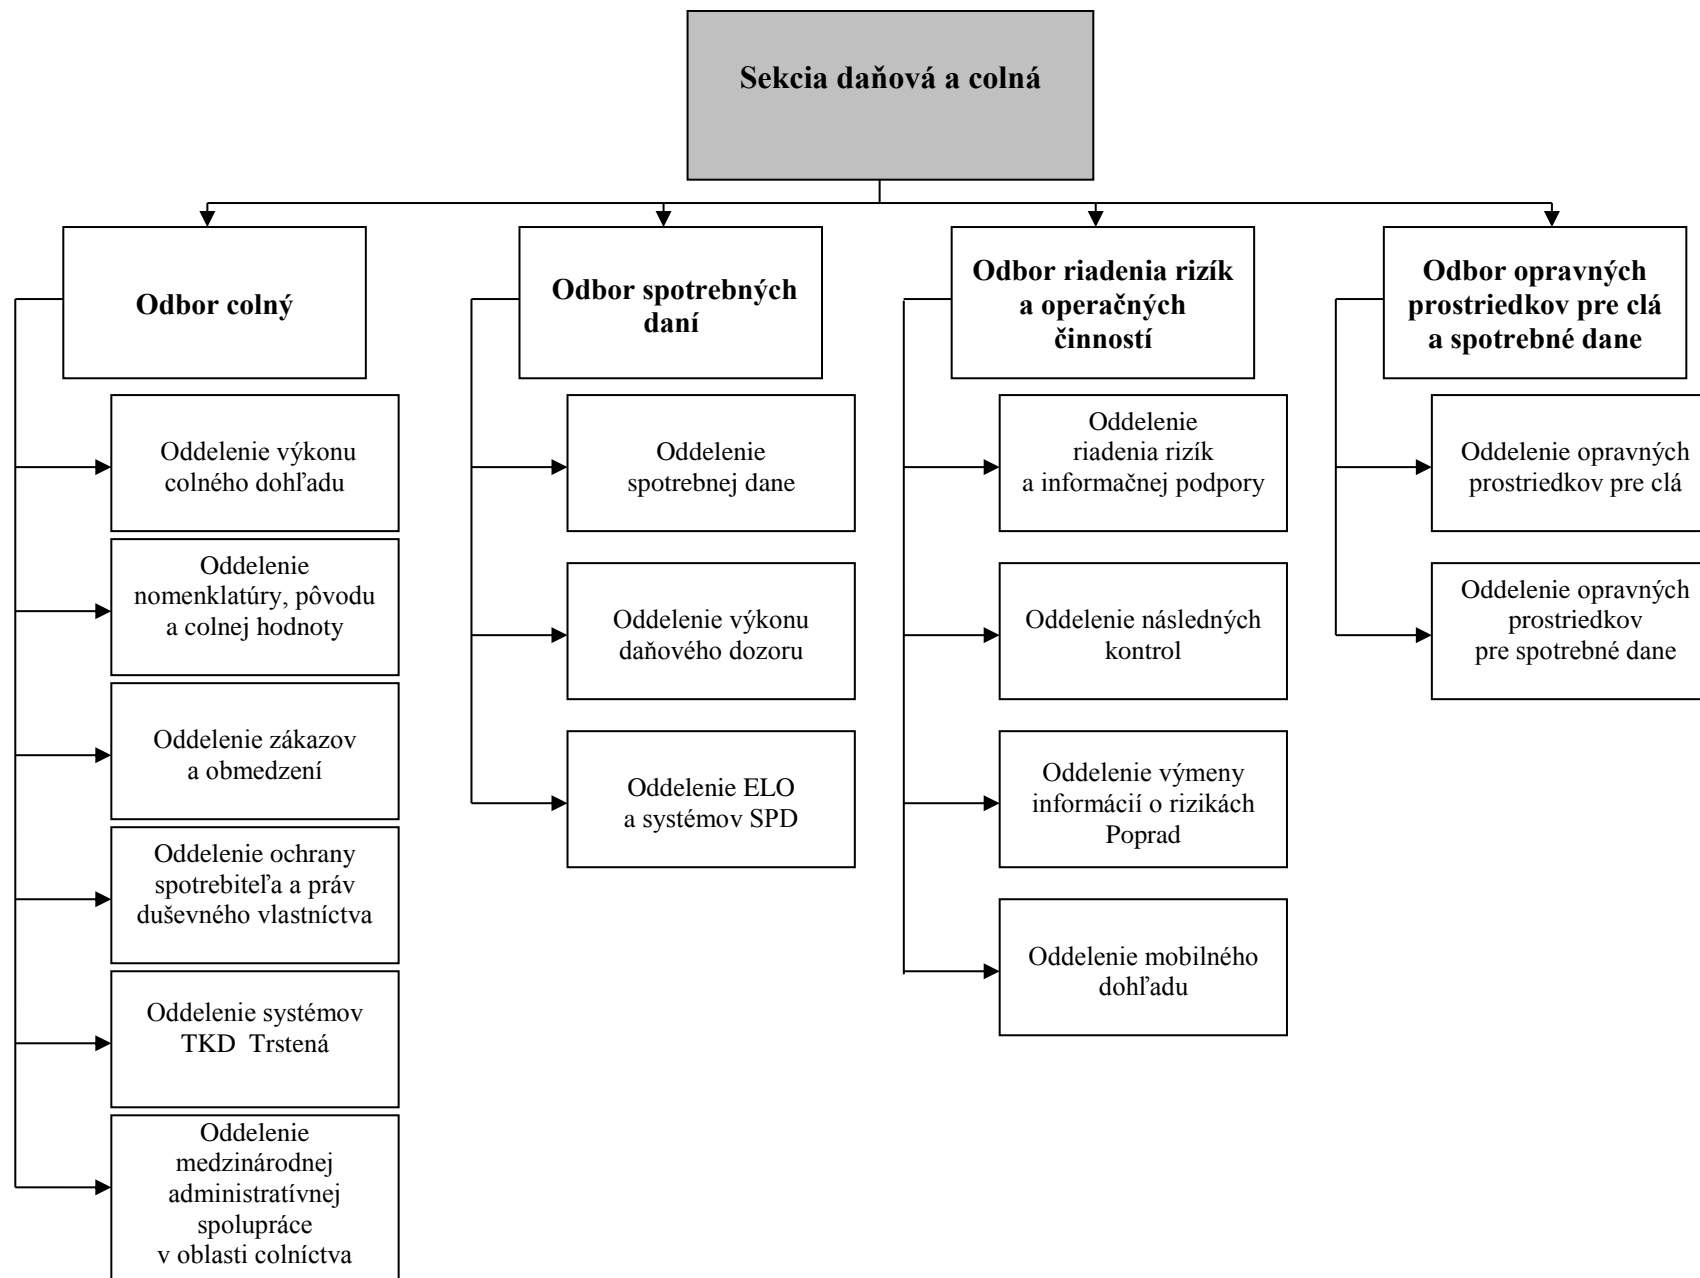 Sekcia daňová a colná
Odbor colný
Oddelenie výkonu
colného dohľadu
Oddelenie
nomenklatúry, pôvodu
a colnej hodnoty
Oddelenie zákazov
a obmedzení
Oddelenie ochrany
spotrebiteľa a práv
duševného vlastníctva
Oddelenie systémov
TKD  Trstená
Oddelenie
medzinárodnej
administratívnej
spolupráce
v oblasti colníctva
Odbor spotrebných
daní
Oddelenie
spotrebnej dane
Oddelenie výkonu
daňového dozoru
Oddelenie ELO
a systémov SPD
Odbor riadenia rizík
a operačných
činností
Oddelenie
riadenia rizík
a informačnej podpory
Oddelenie následných
kontrol
Oddelenie výmeny
informácií o rizikách
Poprad
Oddelenie mobilného
dohľadu
Odbor opravných
prostriedkov pre clá
a spotrebné dane
Oddelenie opravných
prostriedkov pre clá
Oddelenie opravných
prostriedkov
pre spotrebné dane